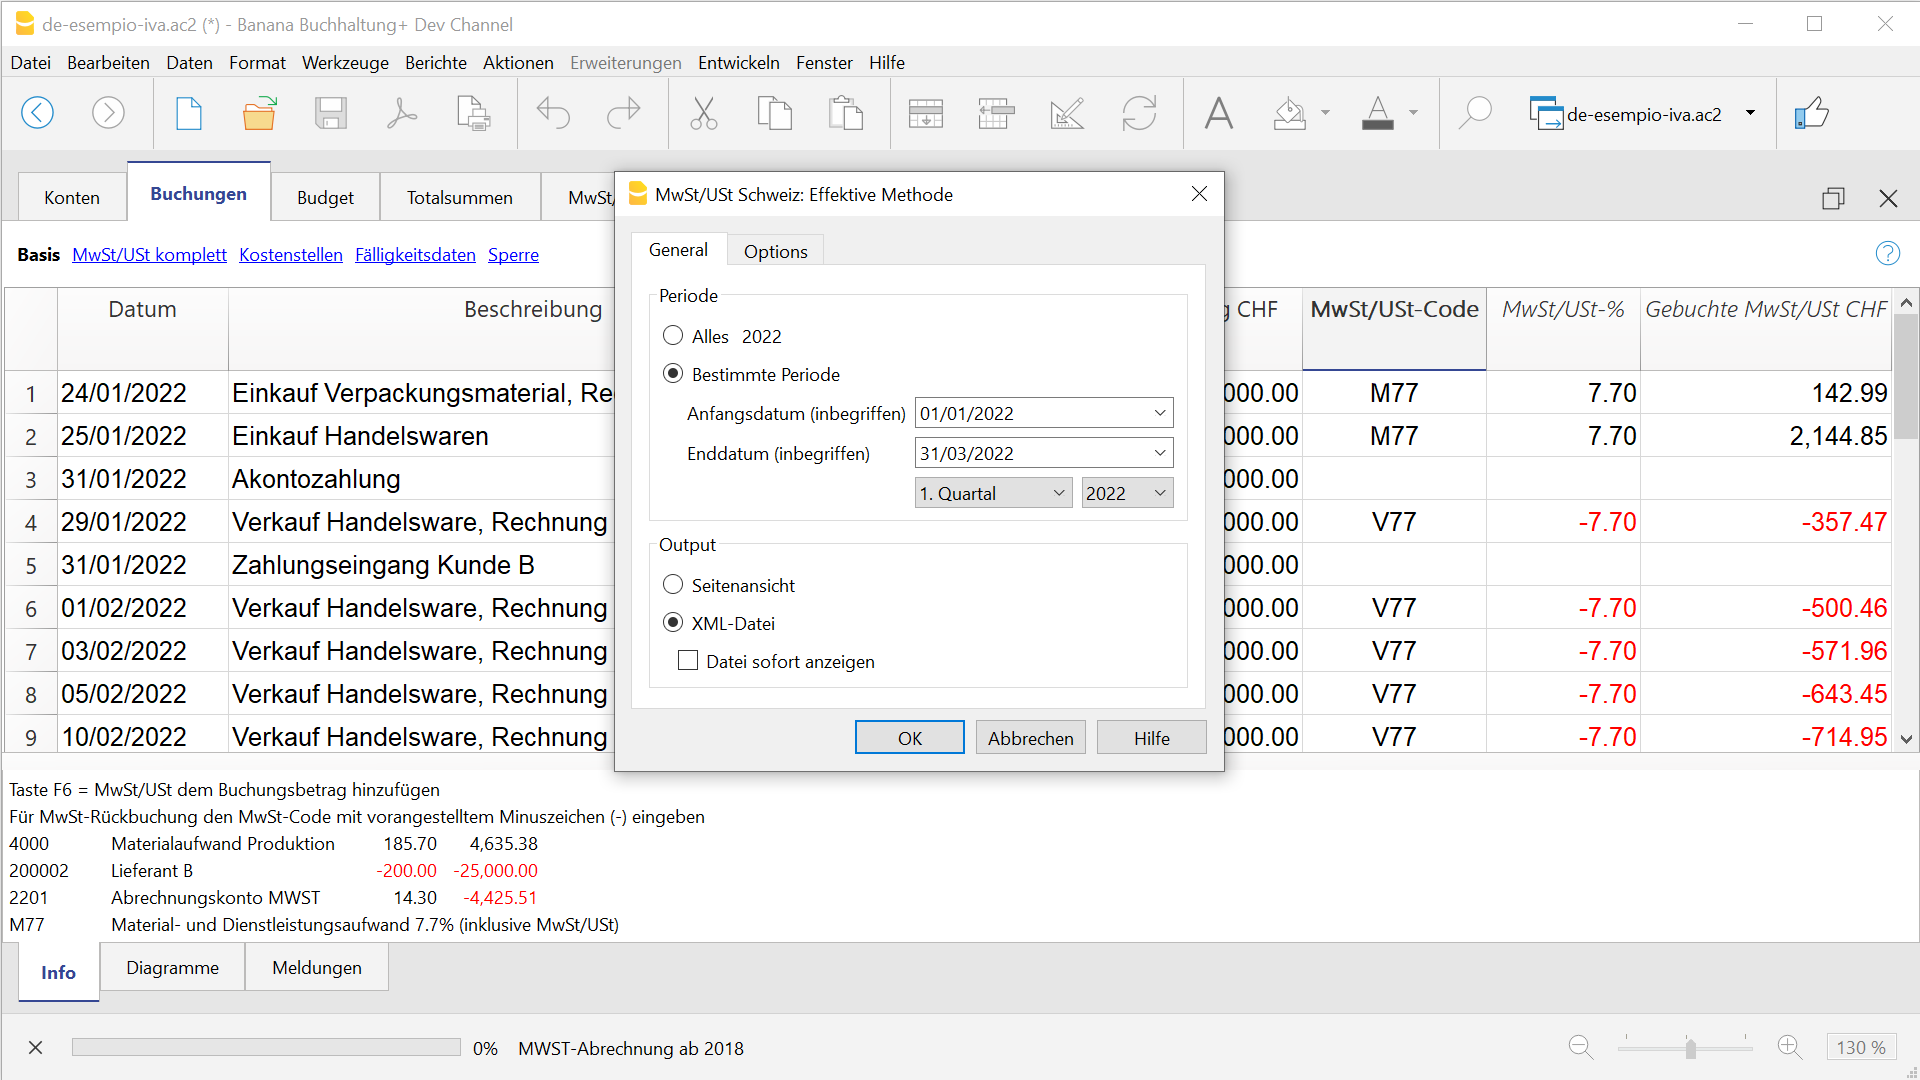 de-esempio-iva.ac2 (*) - Banana Buchhaltung+ Dev Channel
Datei Bearbeiten Daten Format Werkzeuge Berichte Aktionen Erweiterungen Entwickeln Fenster Hilfe
de-esempio-iva.ac2
Konten Buchungen Budget Totalsummen MwSt/
Basis MwSt/USt komplett Kostenstellen Fälligkeitsdaten Sperre
Datum Beschreibung CHF MwSt/USt-Code MwSt/USt-% Gebuchte MwSt/USt CHF
1 24/01/2022 Einkauf Verpackungsmaterial, Re 000.00 M77 7.70 142.99
2 25/01/2022 Einkauf Handelswaren 000.00 M77 7.70 2,144.85
3 31/01/2022 Akontozahlung 000.00
4 29/01/2022 Verkauf Handelsware, Rechnung 000.00 V77 -7.70 -357.47
5 31/01/2022 Zahlungseingang Kunde B 000.00
6 01/02/2022 Verkauf Handelsware, Rechnung 000.00 V77 -7.70 -500.46
7 03/02/2022 Verkauf Handelsware, Rechnung 000.00 V77 -7.70 -571.96
8 05/02/2022 Verkauf Handelsware, Rechnung 000.00 V77 -7.70 -643.45
9 10/02/2022 Verkauf Handelsware, Rechnung 000.00 V77 -7.70 -714.95
MwSt/USt Schweiz: Effektive Methode
General Options
Periode
Alles 2022
Bestimmte Periode
Anfangsdatum (inbegriffen) 01/01/2022
Enddatum (inbegriffen) 31/03/2022
1. Quartal 2022
Output
Seitenansicht
XML-Datei
Datei sofort anzeigen
OK Abbrechen Hilfe
Taste F6 = MwSt/USt dem Buchungsbetrag hinzufügen
Für MwSt-Rückbuchung den MwSt-Code mit vorangestelltem Minuszeichen (-) eingeben
4000 Materialaufwand Produktion 185.70 4,635.38
200002 Lieferant B -200.00 -25,000.00
2201 Abrechnungskonto MWST 14.30 -4,425.51
M77 Material- und Dienstleistungsaufwand 7.7% (inklusive MwSt/USt)
Info Diagramme Meldungen
0% MWST-Abrechnung ab 2018
130 %